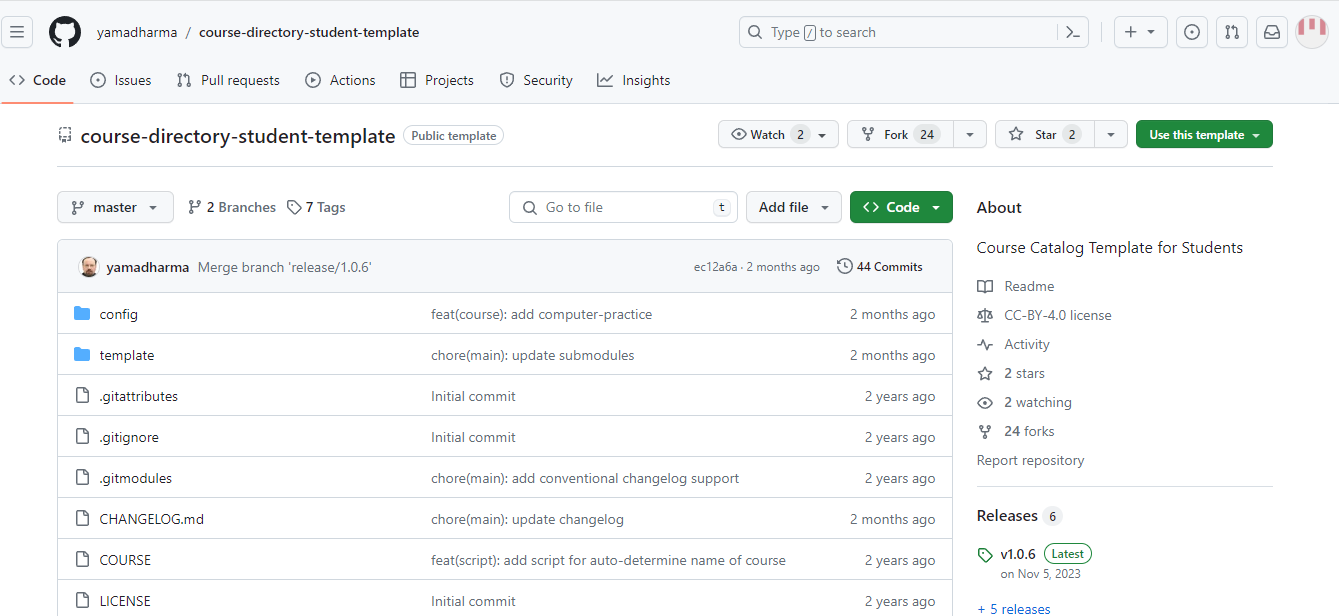 yamadharma / course-directory-student-template
Type / to search
Code Issues Pull requests Actions Projects Security Insights
course-directory-student-template Public template
Watch 2 Fork 24 Star 2 Use this template
master 2 Branches 7 Tags Go to file t Add file Code
yamadharma Merge branch 'release/1.0.6' ec12a6a · 2 months ago 44 Commits
config feat(course): add computer-practice 2 months ago
template chore(main): update submodules 2 months ago
.gitattributes Initial commit 2 years ago
.gitignore Initial commit 2 years ago
.gitmodules chore(main): add conventional changelog support 2 years ago
CHANGELOG.md chore(main): update changelog 2 months ago
COURSE feat(script): add script for auto-determine name of course 2 years ago
LICENSE Initial commit 2 years ago
About
Course Catalog Template for Students
Readme
CC-BY-4.0 license
Activity
2 stars
2 watching
24 forks
Report repository
Releases 6
v1.0.6 Latest
on Nov 5, 2023
+ 5 releases